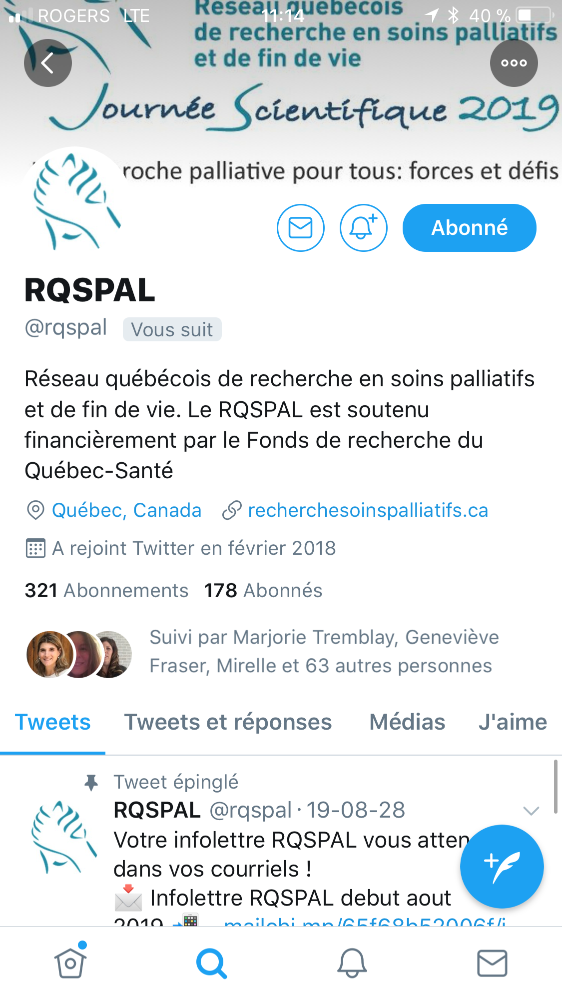 ROGERS LTE 11:14 40 %
Réseau québécois
de recherche en soins palliatifs
et de fin de vie
Journée Scientifique 2019
roche palliative pour tous: forces et défis
Abonné
RQSPAL
@rqspal Vous suit
Réseau québécois de recherche en soins palliatifs
et de fin de vie. Le RQSPAL est soutenu
financièrement par le Fonds de recherche du
Québec-Santé
Québec, Canada recherchesoinspalliatifs.ca
A rejoint Twitter en février 2018
321 Abonnements 178 Abonnés
Suivi par Marjorie Tremblay, Geneviève
Fraser, Mirelle et 63 autres personnes
Tweets Tweets et réponses Médias J'aime
Tweet épinglé
RQSPAL @rqspal · 19-08-28
Votre infolettre RQSPAL vous atten
dans vos courriels !
📩 Infolettre RQSPAL debut aout
2019 📲 mailchi.mp/65f68b52006f/i